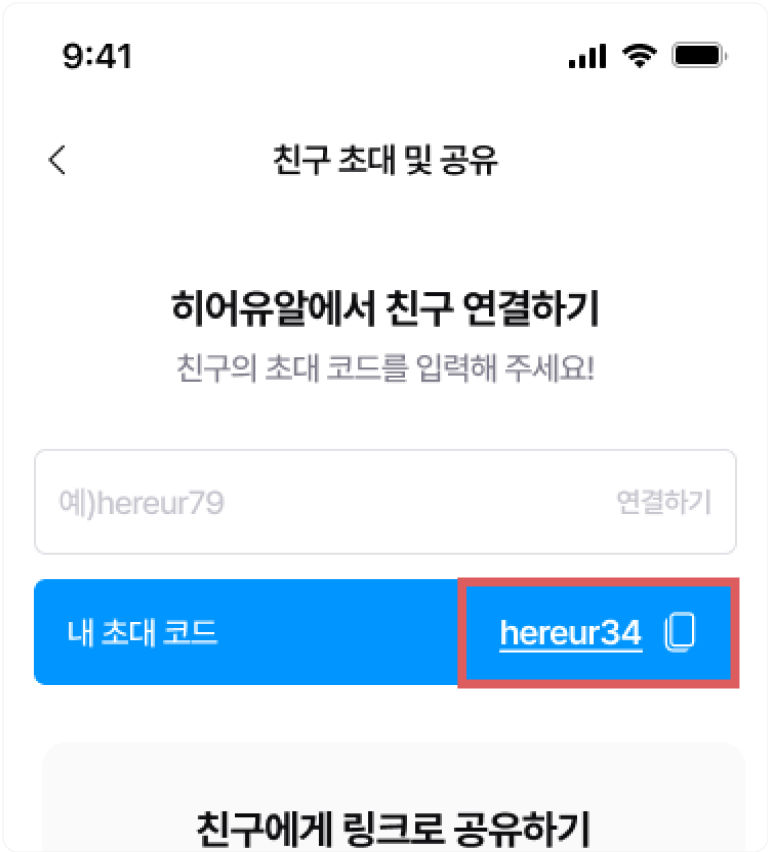 9:41
친구 초대 및 공유
히어유알에서 친구 연결하기
친구의 초대 코드를 입력해 주세요!
예)hereur79 연결하기
내 초대 코드 hereur34
친구에게 링크로 공유하기